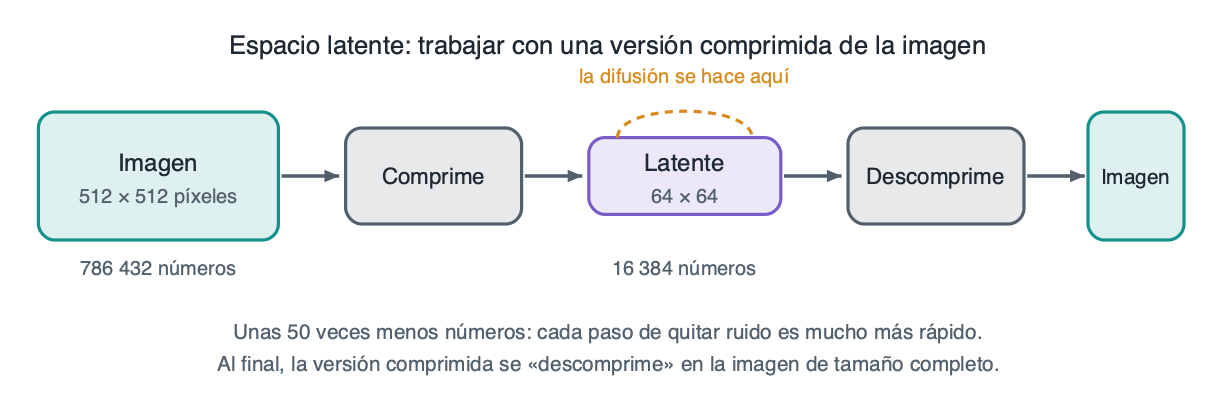 Espacio latente: trabajar con una versión comprimida de la imagen
la difusión se hace aquí
Imagen
512 × 512 píxeles
Comprime
Latente
64 × 64
Descomprime
Imagen
786 432 números
16 384 números
Unas 50 veces menos números: cada paso de quitar ruido es mucho más rápido.
Al final, la versión comprimida se «descomprime» en la imagen de tamaño completo.